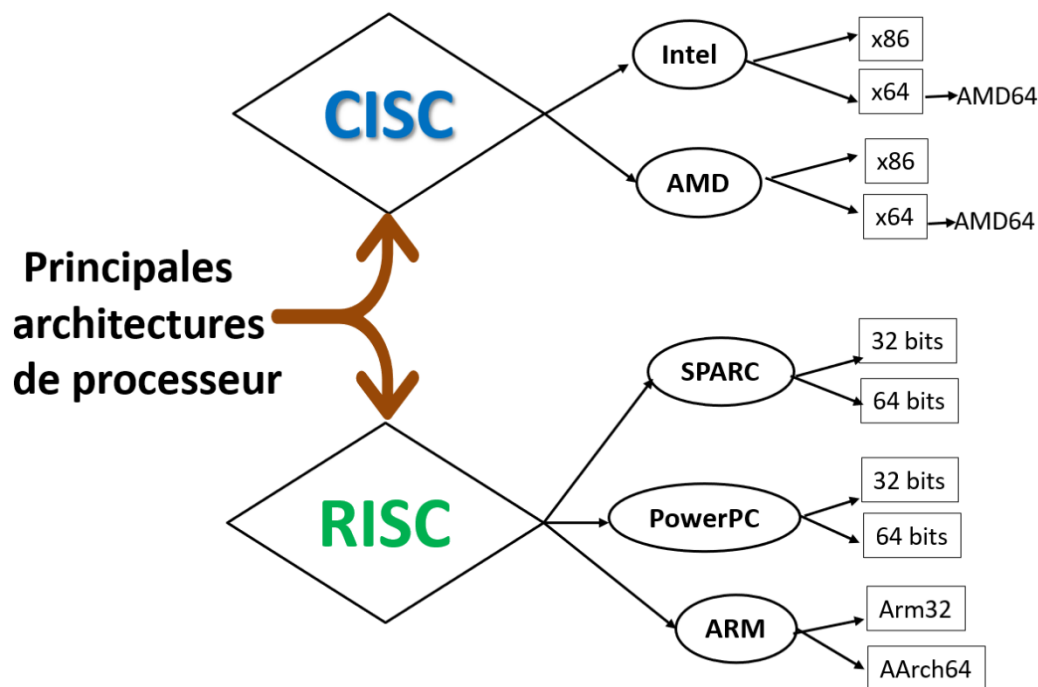 Principales
architectures
de processeur
CISC
Intel
x86
x64
AMD64
AMD
x86
x64
AMD64
RISC
SPARC
32 bits
64 bits
PowerPC
32 bits
64 bits
ARM
Arm32
AArch64